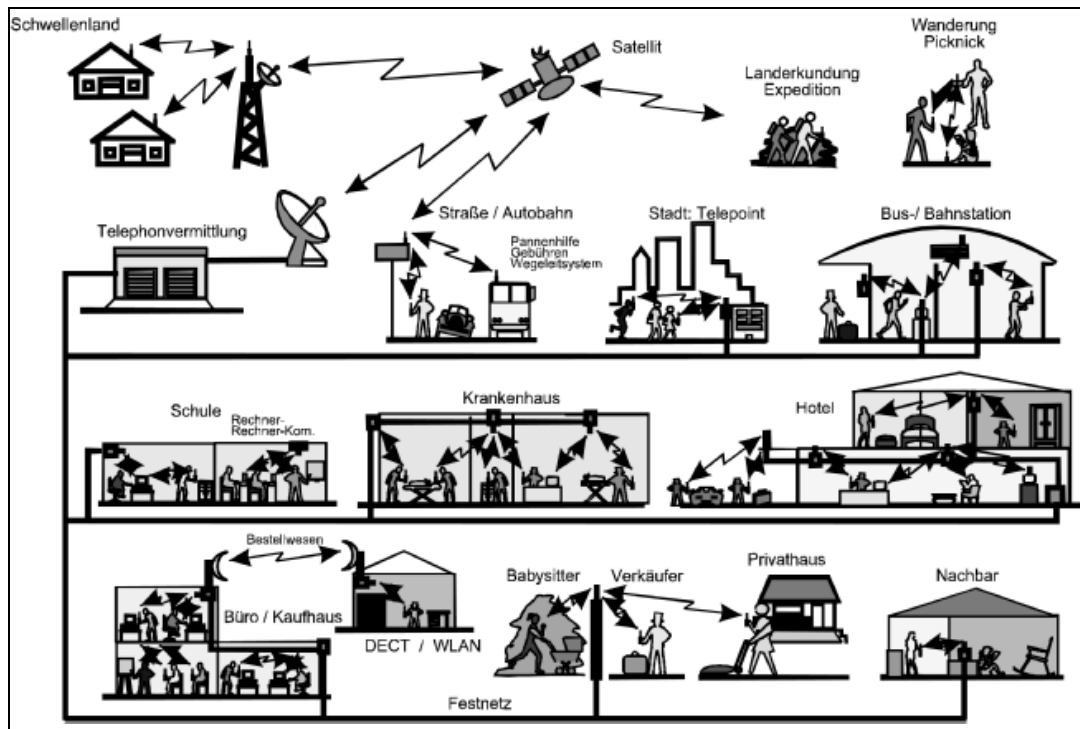 Schwellenland
Satellit
Wanderung
Picknick
Landerkundung
Expedition
Telephonvermittlung
Straße / Autobahn
Pannenhilfe
Gebühren
Wegeleitsystem
Stadt: Telepoint
Bus-/ Bahnstation
Schule
Rechner-
Rechner-Kom.
Krankenhaus
Hotel
Bestellwesen
Büro / Kaufhaus
DECT / WLAN
Babysitter
Verkäufer
Privathaus
Nachbar
Festnetz